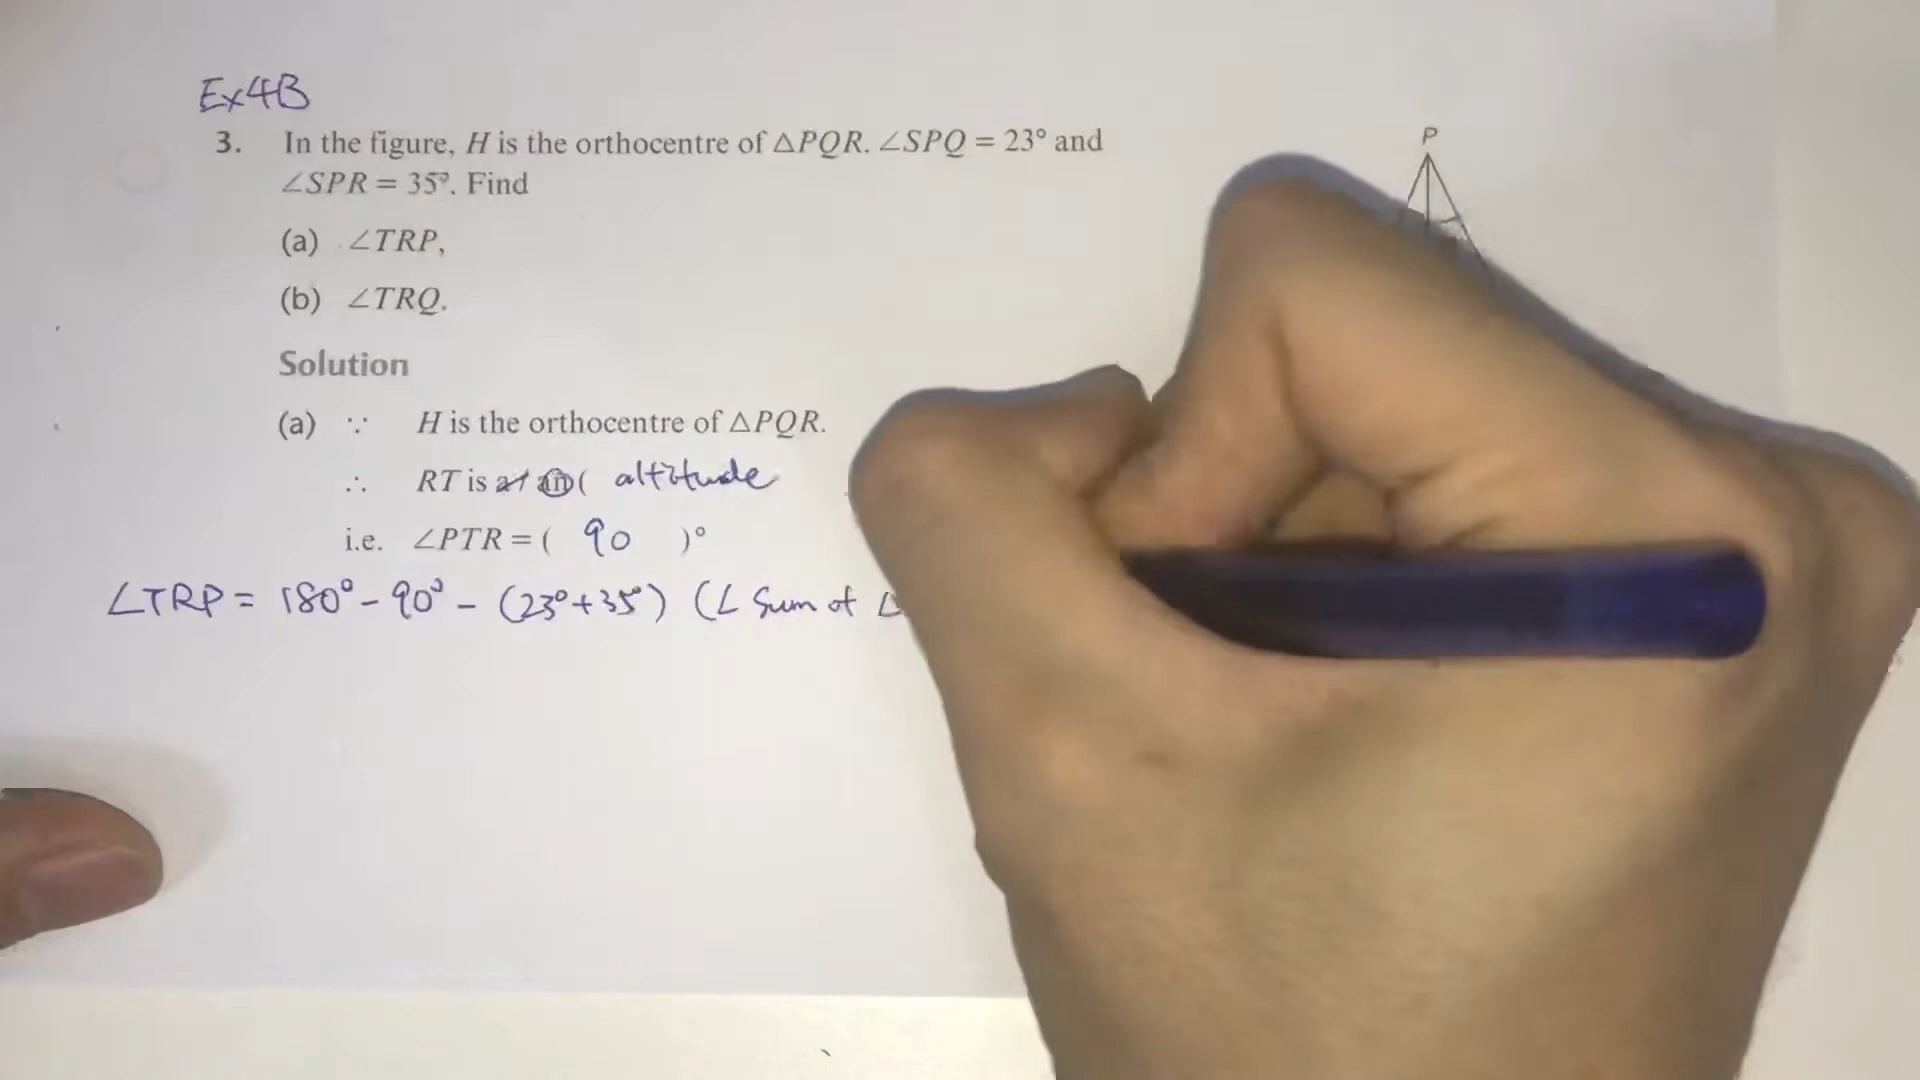 Ex4B
3. In the figure, H is the orthocentre of △PQR. ∠SPQ = 23° and
∠SPR = 35°. Find
(a) ∠TRP,
(b) ∠TRQ.
P
Solution
(a) ∵ H is the orthocentre of △PQR.
∴ RT is an ( altitude
i.e. ∠PTR = ( 90 )°
∠TRP = 180° - 90° - (23° + 35°) (∠ Sum of △